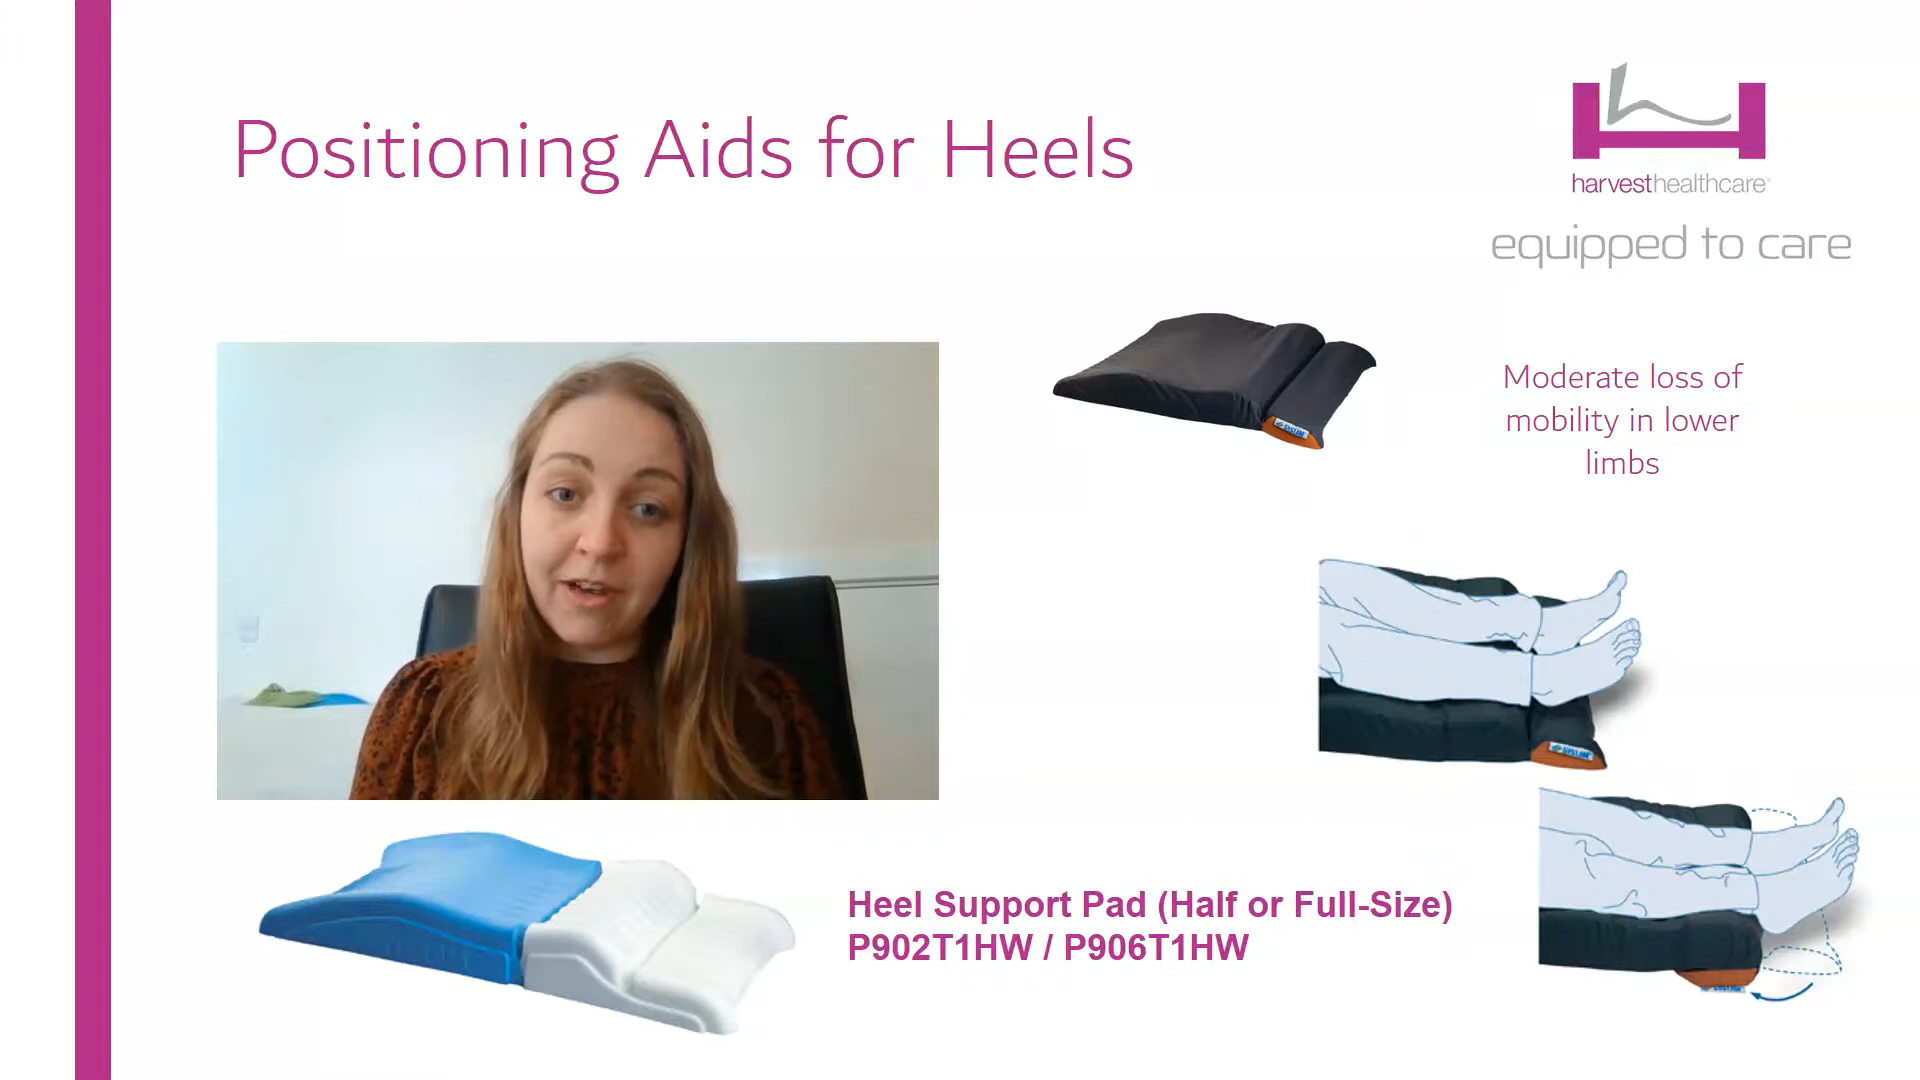 Positioning Aids for Heels
harvesthealthcare
equipped to care
Moderate loss of
mobility in lower
limbs
Heel Support Pad (Half or Full-Size)
P902T1HW / P906T1HW